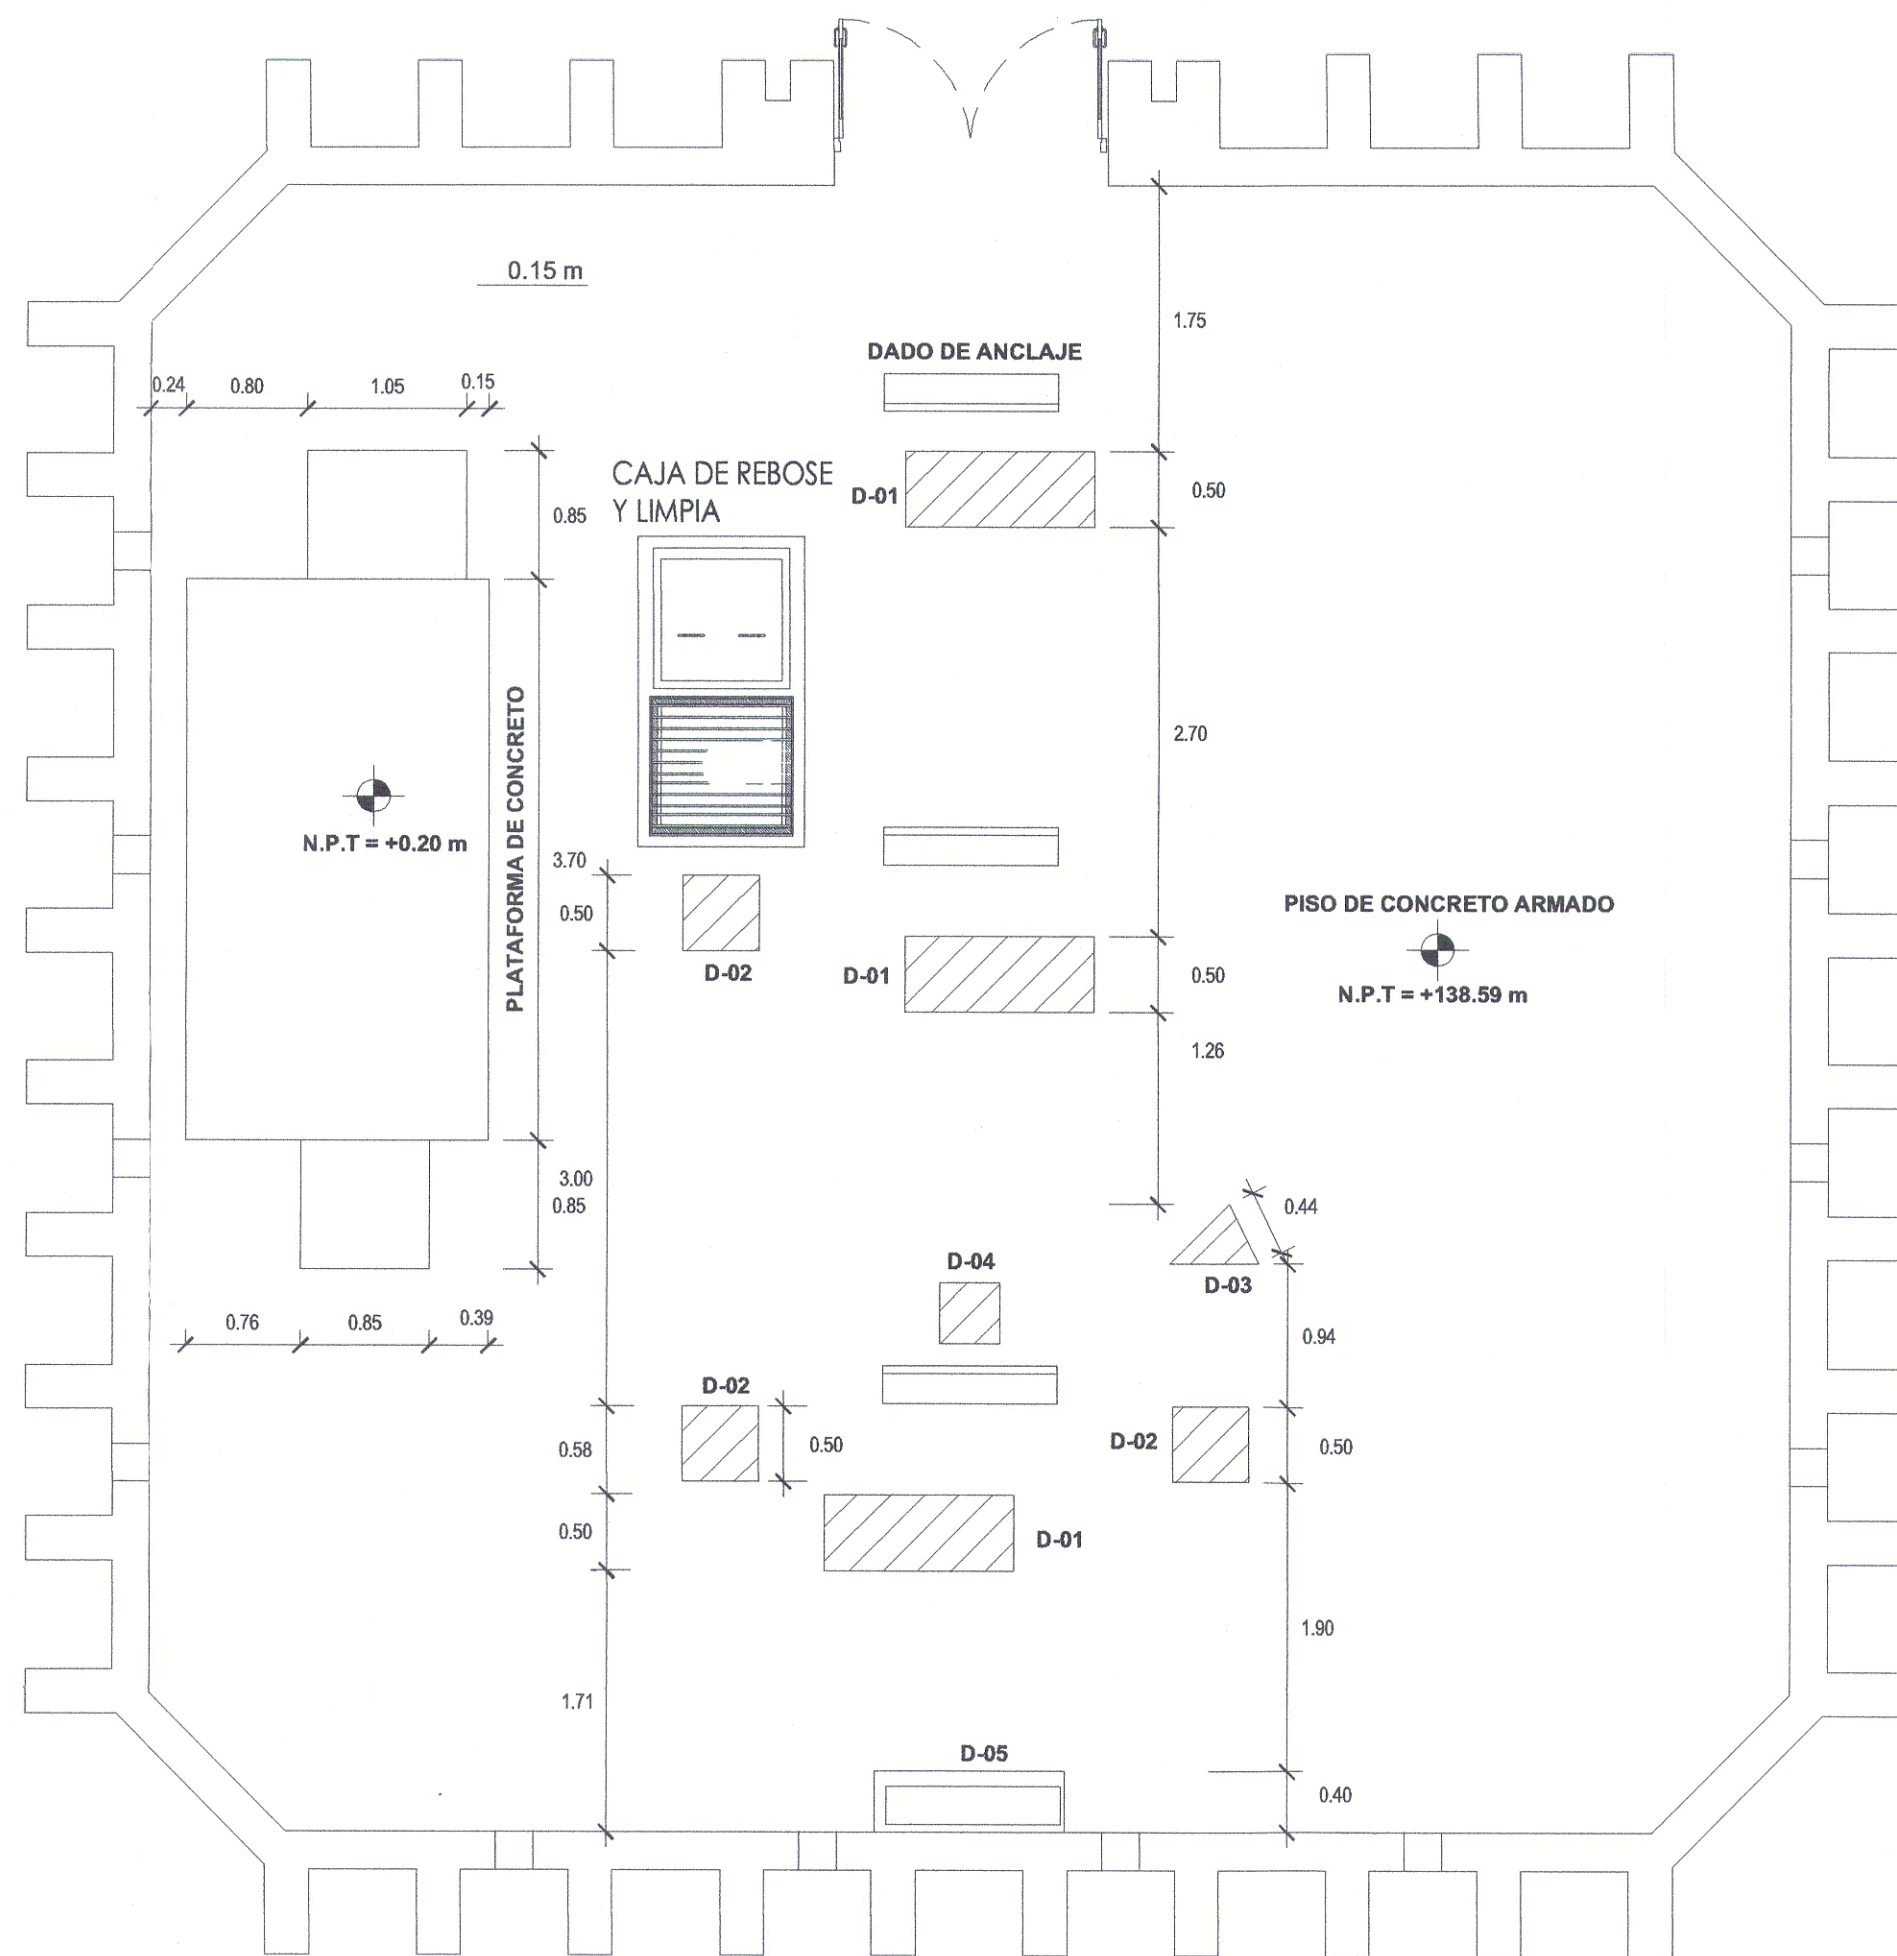 0.15 m
1.75
DADO DE ANCLAJE
0.24
0.80
1.05
0.15
CAJA DE REBOSE
Y LIMPIA
D-01
0.50
0.85
PLATAFORMA DE CONCRETO
2.70
N.P.T = +0.20 m
3.70
0.50
D-02
D-01
0.50
PISO DE CONCRETO ARMADO
N.P.T = +138.59 m
1.26
3.00
0.85
0.44
D-04
D-03
0.76
0.85
0.39
0.94
D-02
0.58
0.50
D-02
0.50
0.50
D-01
1.90
1.71
D-05
0.40